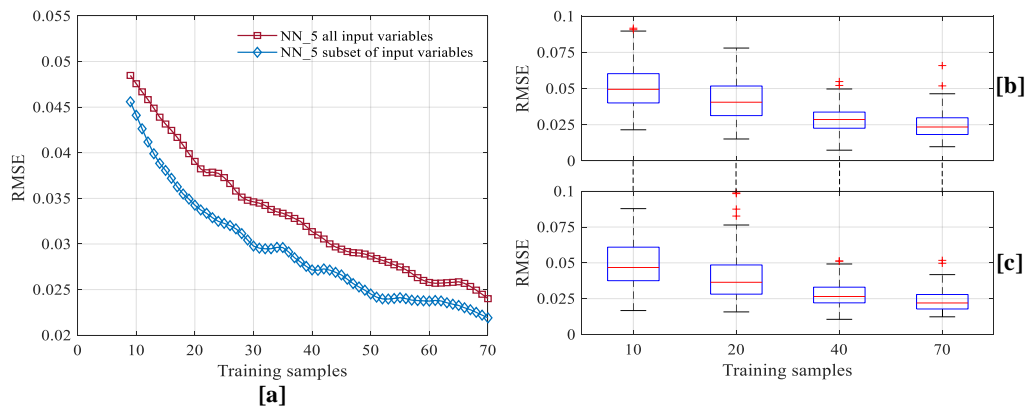 0.055
0.05
0.045
0.04
0.035
0.03
0.025
0.02
RMSE
NN_5 all input variables
NN_5 subset of input variables
0 10 20 30 40 50 60 70
Training samples
[a]
0.1
0.075
0.05
0.025
0
RMSE
[b]
0.1
0.075
0.05
0.025
0
RMSE
[c]
10 20 40 70
Training samples